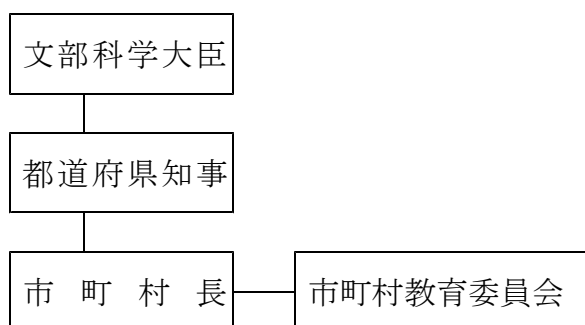 文部科学大臣
都道府県知事
市町村長
市町村教育委員会